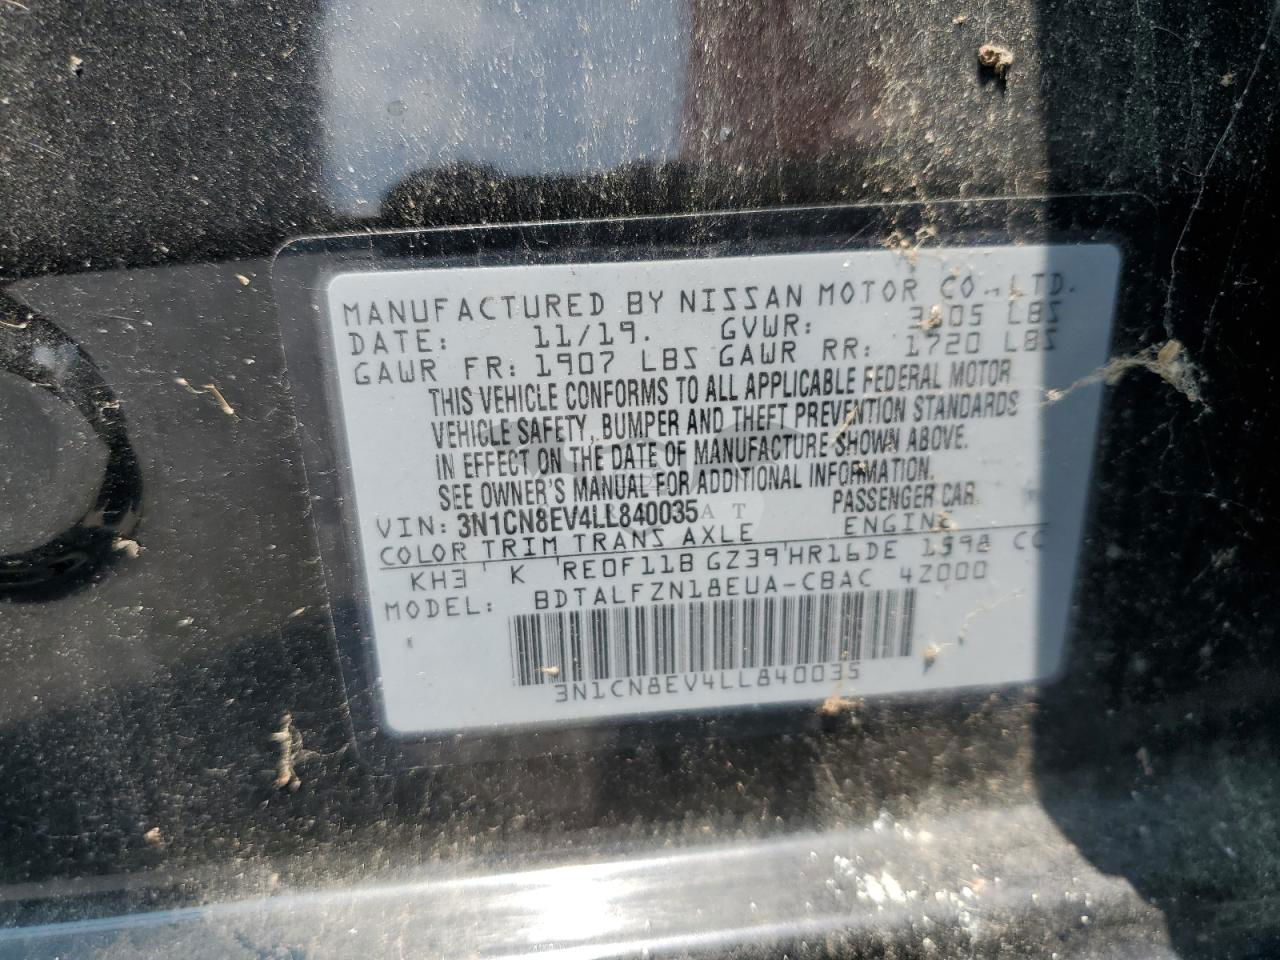 MANUFACTURED BY NISSAN MOTOR CO., LTD.
DATE: 11/19. GVWR: 3605 LBS
GAWR FR: 1907 LBS GAWR RR: 1720 LBS
THIS VEHICLE CONFORMS TO ALL APPLICABLE FEDERAL MOTOR
VEHICLE SAFETY, BUMPER AND THEFT PREVENTION STANDARDS
IN EFFECT ON THE DATE OF MANUFACTURE SHOWN ABOVE.
SEE OWNER'S MANUAL FOR ADDITIONAL INFORMATION.
VIN: 3N1CN8EV4LL840035 PASSENGER CAR
COLOR TRIM TRANS AXLE ENGINE
KH3 K RE0F11B GZ39 HR16DE 1598 CC
MODEL: BDTALFZN18EUA-CBAC 4Z000
3N1CN8EV4LL840035